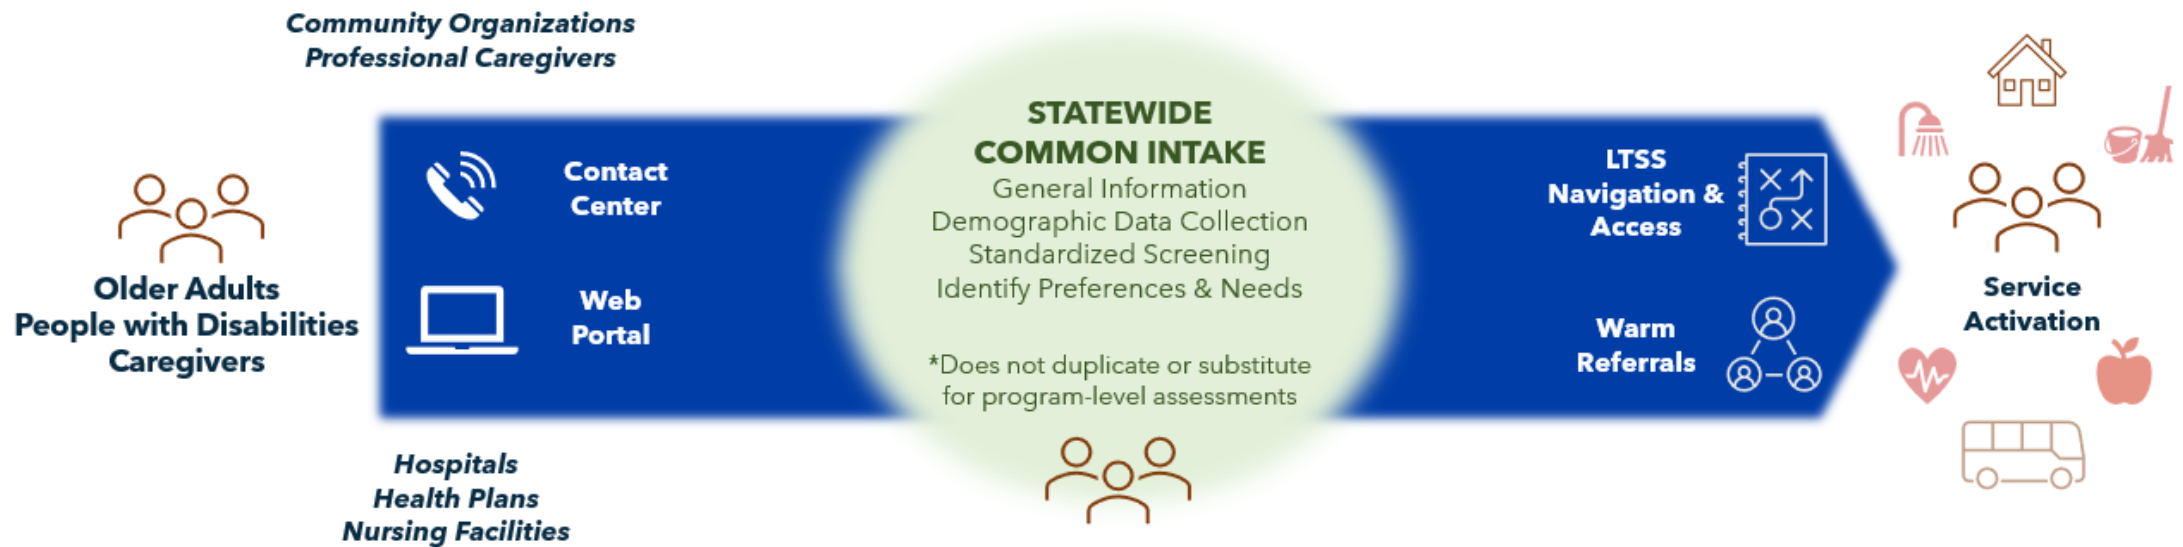 Community Organizations
Professional Caregivers
Older Adults
People with Disabilities
Caregivers
Hospitals
Health Plans
Nursing Facilities
Contact
Center
Web
Portal
STATEWIDE
COMMON INTAKE
General Information
Demographic Data Collection
Standardized Screening
Identify Preferences & Needs
*Does not duplicate or substitute
for program-level assessments
LTSS
Navigation &
Access
Warm
Referrals
Service
Activation